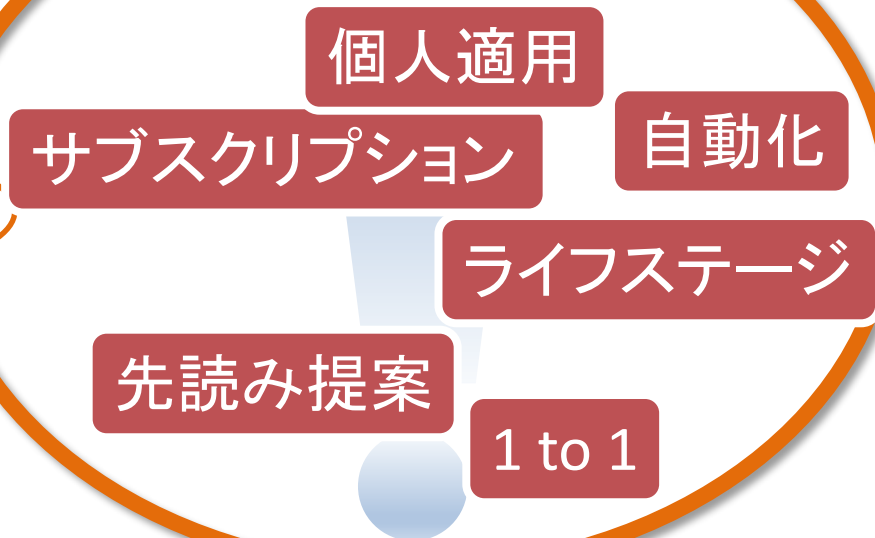 個人適用
サブスクリプション
自動化
ライフステージ
先読み提案
1 to 1